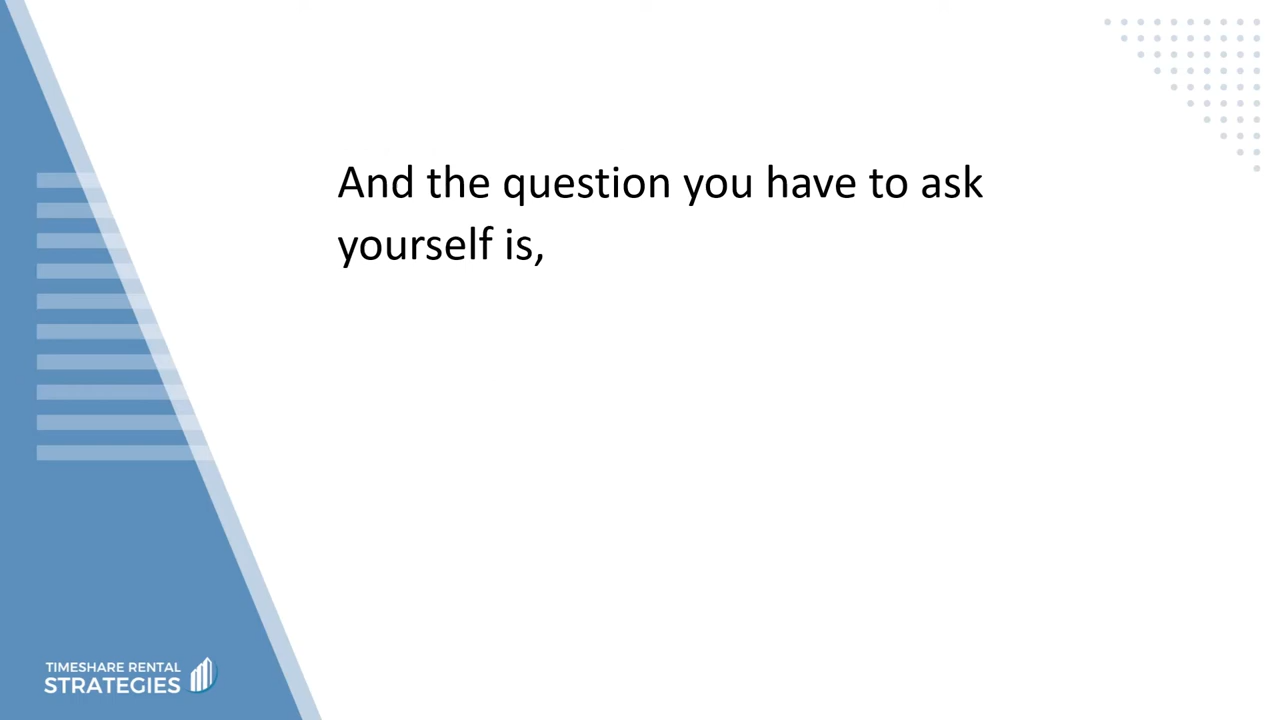 And the question you have to ask
yourself is,
TIMESHARE RENTAL
STRATEGIES